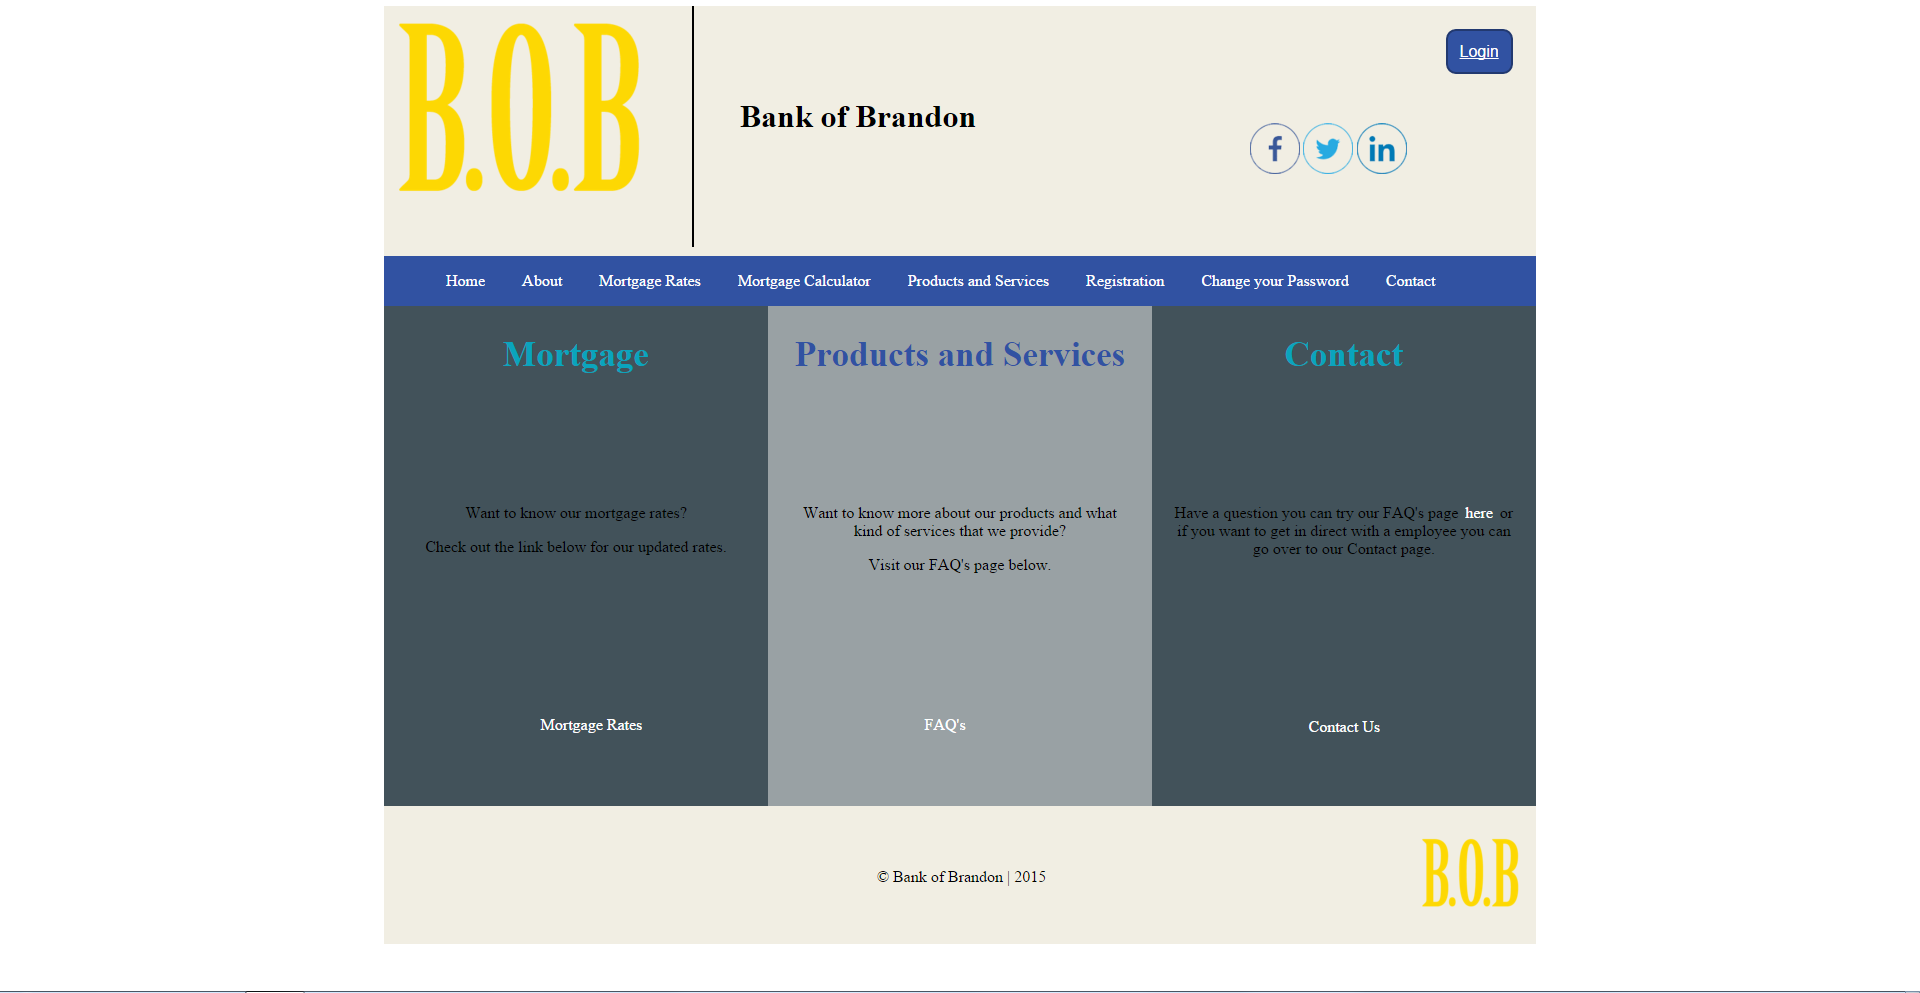 B.O.B
Bank of Brandon
Login
Home About Mortgage Rates Mortgage Calculator Products and Services Registration Change your Password Contact
Mortgage
Want to know our mortgage rates?
Check out the link below for our updated rates.
Mortgage Rates
Products and Services
Want to know more about our products and what
kind of services that we provide?
Visit our FAQ's page below.
FAQ's
Contact
Have a question you can try our FAQ's page here or
if you want to get in direct with a employee you can
go over to our Contact page.
Contact Us
© Bank of Brandon | 2015
B.O.B